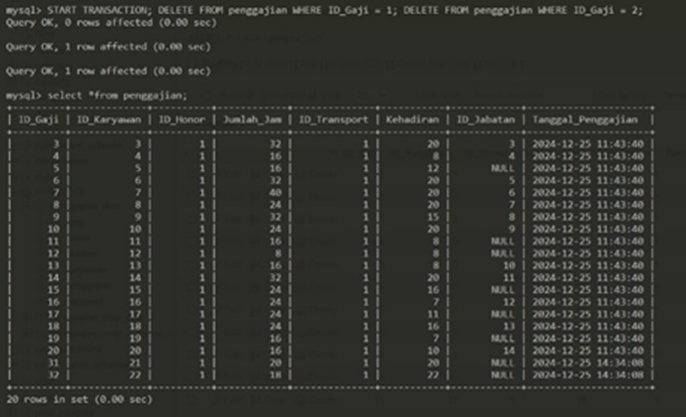 mysql> START TRANSACTION; DELETE FROM penggajian WHERE ID_Gaji = 1; DELETE FROM penggajian WHERE ID_Gaji = 2;
Query OK, 0 rows affected (0.00 sec)
Query OK, 1 row affected (0.00 sec)
Query OK, 1 row affected (0.00 sec)
mysql> select *from penggajian;
| ID_Gaji | ID_Karyawan | ID_Honor | Jumlah_Jam | ID_Transport | Kehadiran | ID_Jabatan | Tanggal_Penggajian |
| 3 | 3 | 1 | 32 | 1 | 20 | 3 | 2024-12-25 11:43:40 |
| 4 | 4 | 1 | 16 | 1 | 8 | 4 | 2024-12-25 11:43:40 |
| 5 | 5 | 1 | 16 | 1 | 12 | NULL | 2024-12-25 11:43:40 |
| 6 | 6 | 1 | 32 | 1 | 20 | 5 | 2024-12-25 11:43:40 |
| 7 | 7 | 1 | 40 | 1 | 20 | 6 | 2024-12-25 11:43:40 |
| 8 | 8 | 1 | 24 | 1 | 20 | 7 | 2024-12-25 11:43:40 |
| 9 | 9 | 1 | 32 | 1 | 15 | 8 | 2024-12-25 11:43:40 |
| 10 | 10 | 1 | 24 | 1 | 20 | 9 | 2024-12-25 11:43:40 |
| 11 | 11 | 1 | 16 | 1 | 8 | NULL | 2024-12-25 11:43:40 |
| 12 | 12 | 1 | 8 | 1 | 8 | NULL | 2024-12-25 11:43:40 |
| 13 | 13 | 1 | 16 | 1 | 8 | 10 | 2024-12-25 11:43:40 |
| 14 | 14 | 1 | 32 | 1 | 20 | 11 | 2024-12-25 11:43:40 |
| 15 | 15 | 1 | 24 | 1 | 16 | NULL | 2024-12-25 11:43:40 |
| 16 | 16 | 1 | 24 | 1 | 7 | 12 | 2024-12-25 11:43:40 |
| 17 | 17 | 1 | 24 | 1 | 11 | NULL | 2024-12-25 11:43:40 |
| 18 | 18 | 1 | 24 | 1 | 16 | 13 | 2024-12-25 11:43:40 |
| 19 | 19 | 1 | 16 | 1 | 7 | NULL | 2024-12-25 11:43:40 |
| 20 | 20 | 1 | 16 | 1 | 10 | 14 | 2024-12-25 11:43:40 |
| 31 | 21 | 1 | 20 | 1 | 20 | NULL | 2024-12-25 14:34:08 |
| 32 | 22 | 1 | 18 | 1 | 22 | NULL | 2024-12-25 14:34:08 |
20 rows in set (0.00 sec)